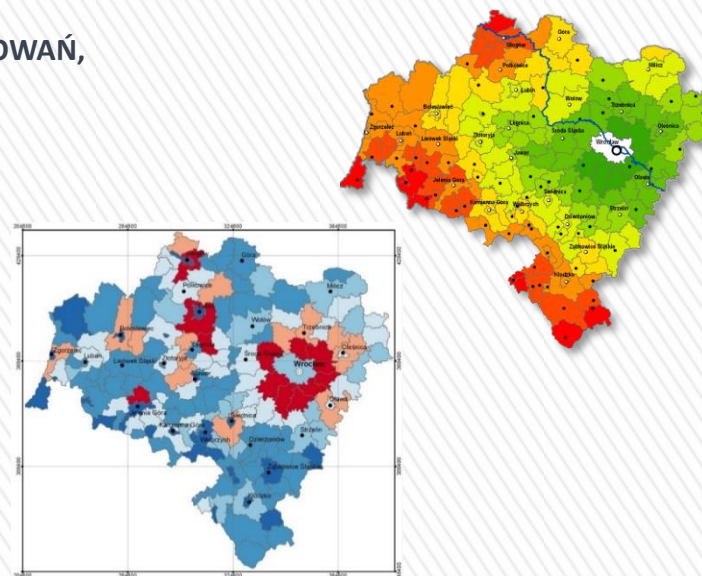 OWAŃ,
Góra
Głogów
Polkowice
Milicz
Lubin
Wołów
Bolesławiec
Trzebnica
Zgorzelec
Legnica
Oleśnica
Lubań
Lwówek Śląski
Złotoryja
Środa Śląska
Wrocław
Jawor
Oława
Jelenia Góra
Świdnica
Kamienna Góra
Wałbrzych
Strzelin
Dzierżoniów
Ząbkowice Śląskie
Kłodzko
Góra
Polkowice
Milicz
Wołów
Bolesławiec
Trzebnica
Zgorzelec
Oleśnica
Lubań
Lwówek Śląski
Złotoryja
Środa Śląska
Wrocław
Oława
Jelenia Góra
Świdnica
Kamienna Góra
Wałbrzych
Strzelin
Dzierżoniów
Ząbkowice Śląskie
Kłodzko